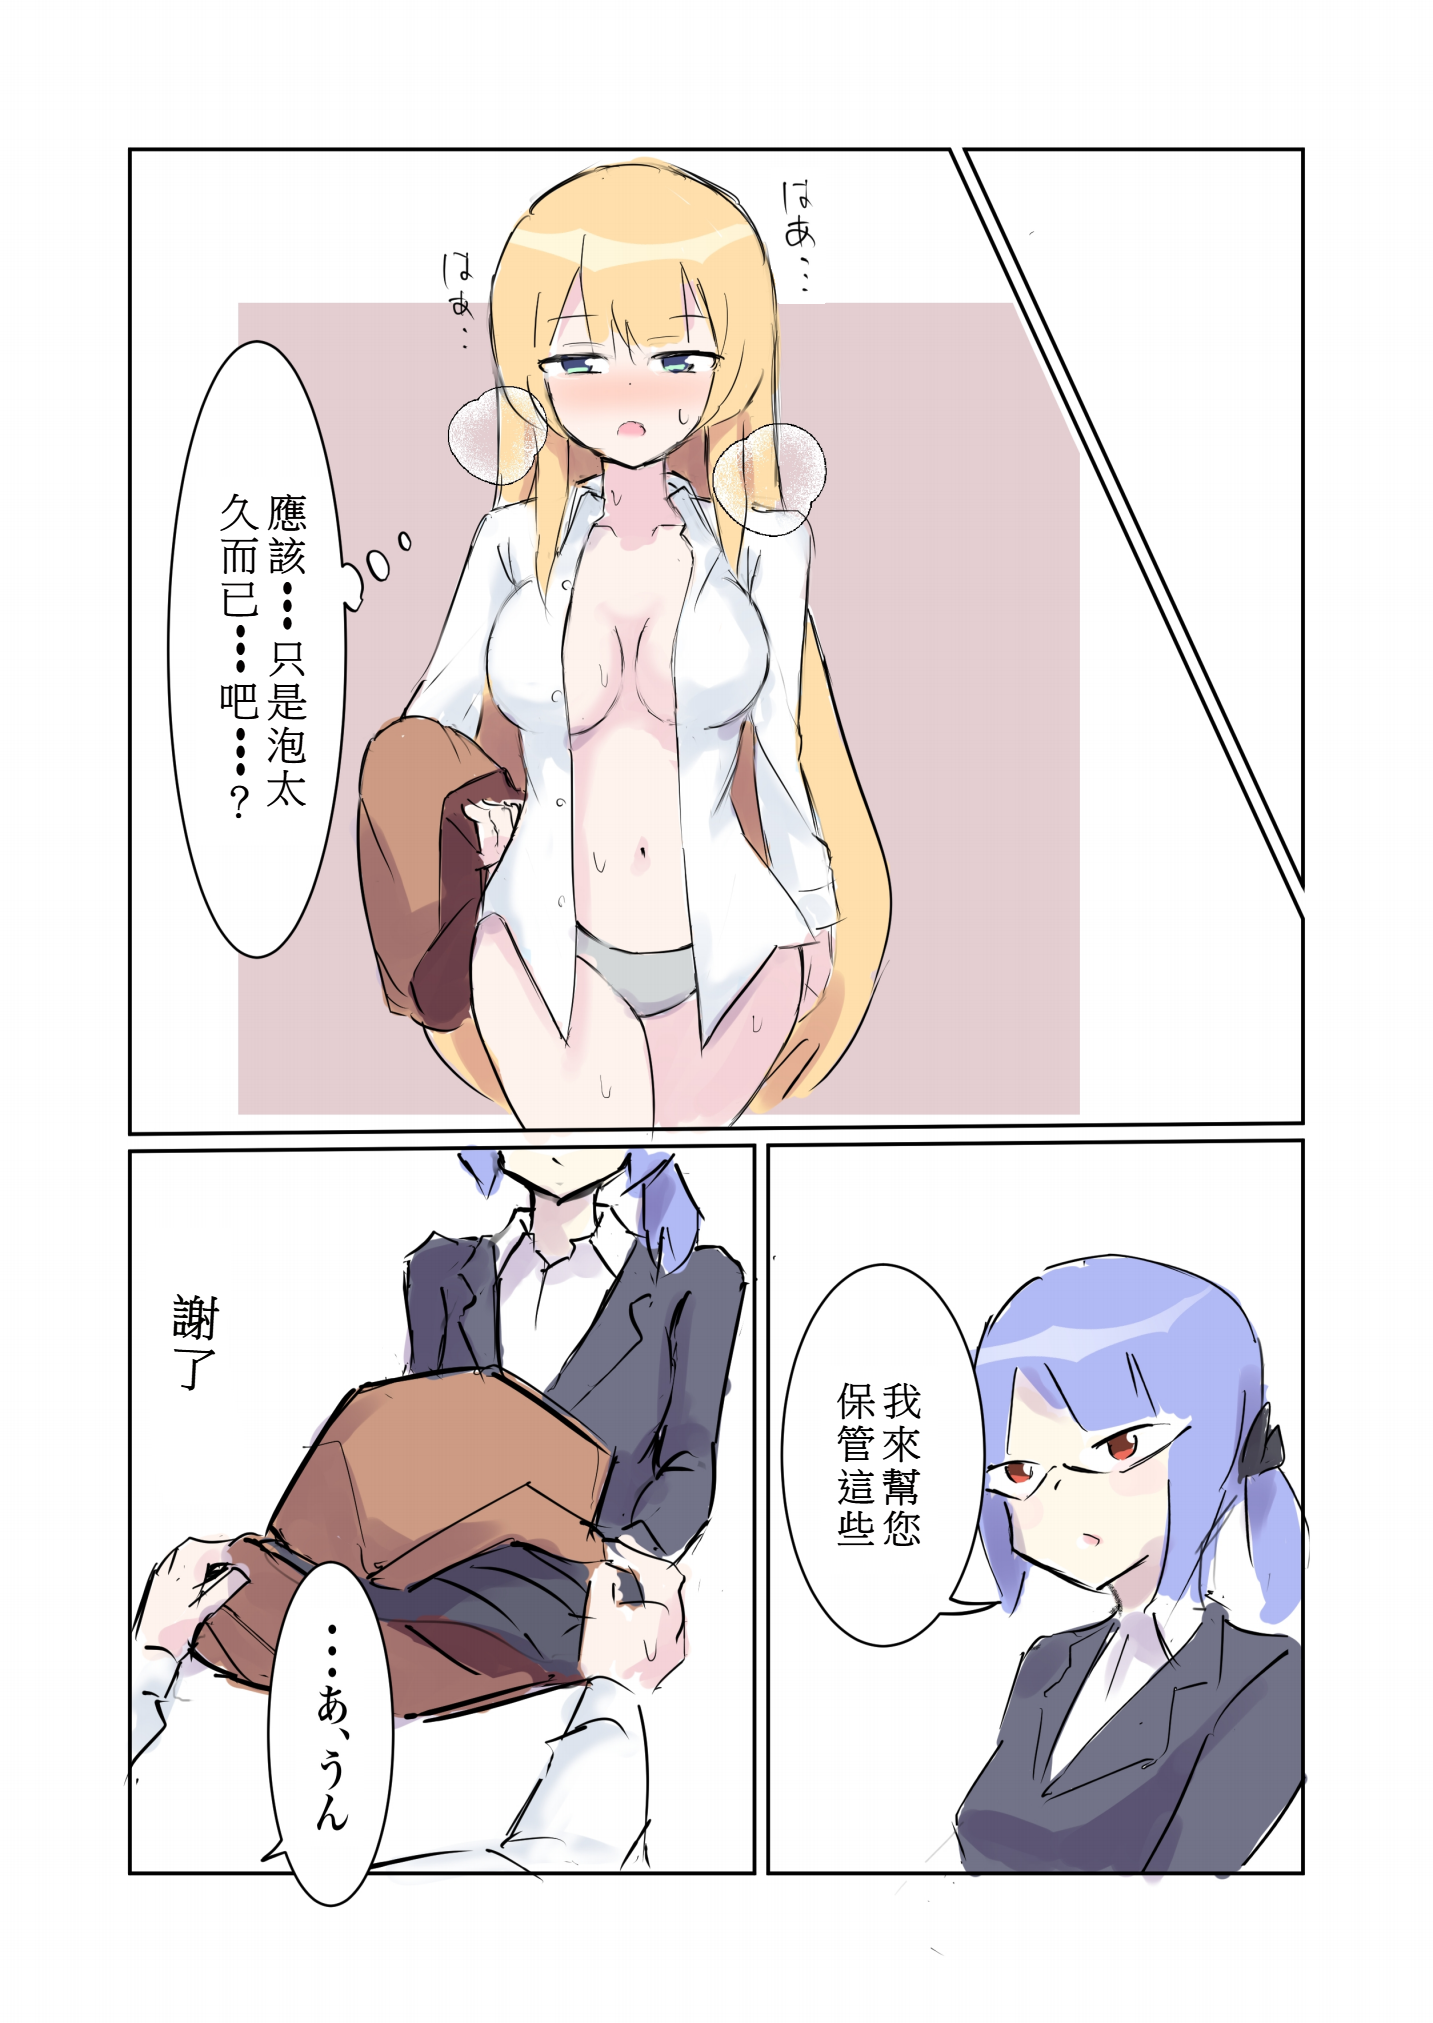 はあ…
はぁ…
應該…只是泡太
久而已…吧…?
我來幫您
保管這些
謝了
…あ、うん